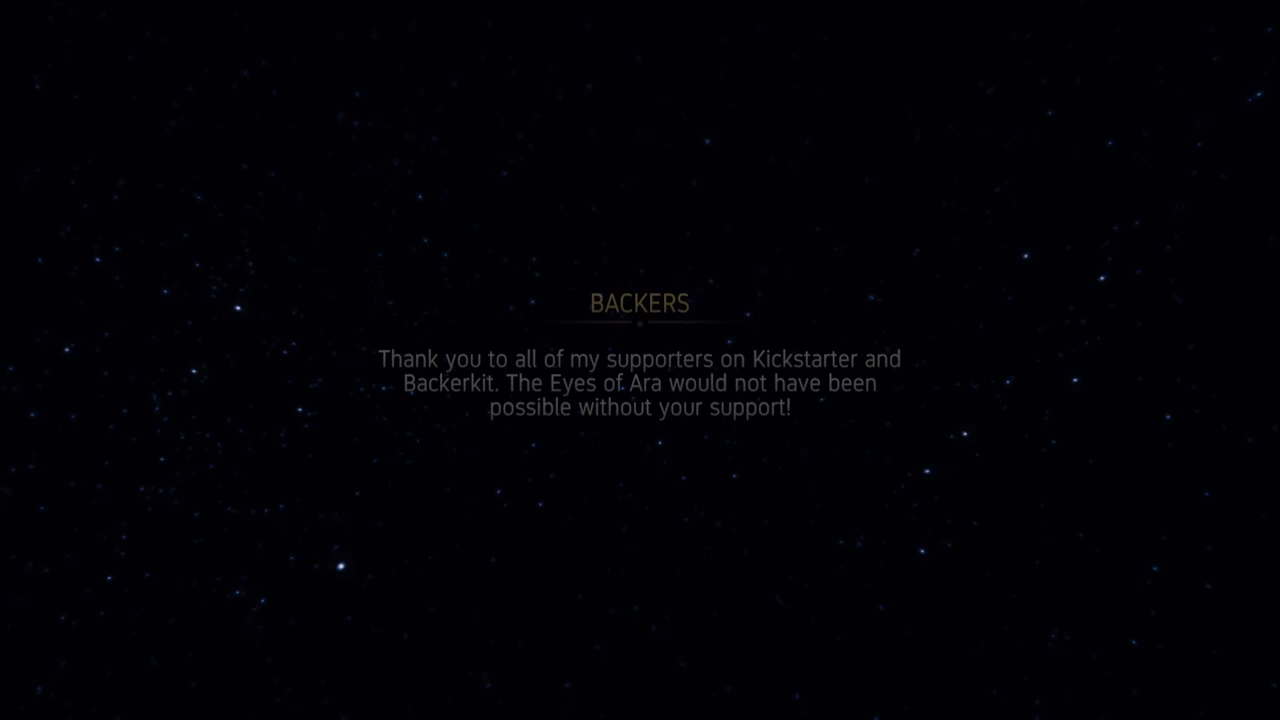 BACKERS
Thank you to all of my supporters on Kickstarter and
Backerkit. The Eyes of Ara would not have been
possible without your support!